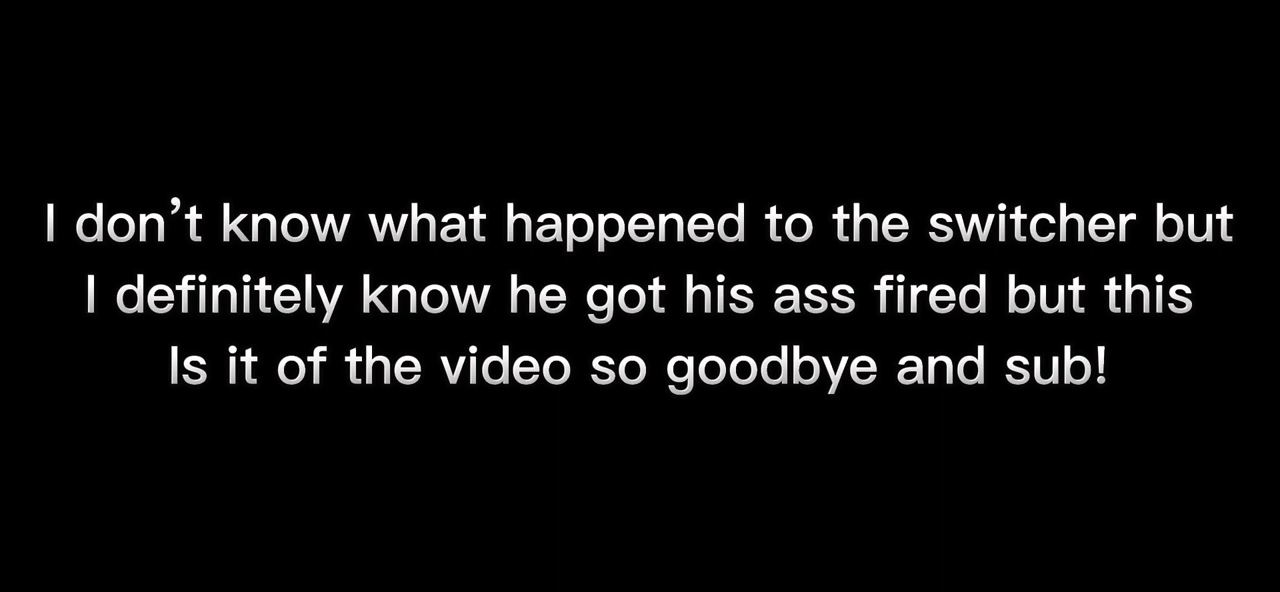 I don’t know what happened to the switcher but
I definitely know he got his ass fired but this
Is it of the video so goodbye and sub!